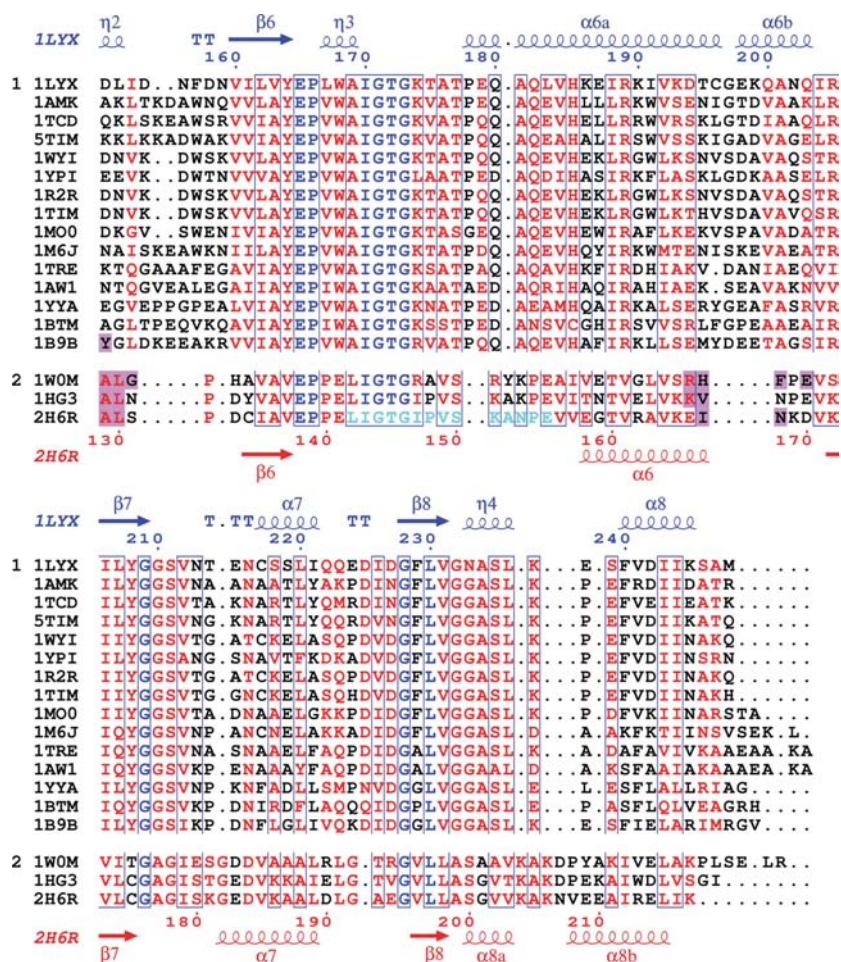 η2 β6 η3 α6a α6b
1LYX TT
160 170 180 190 200
1 1LYX DLID..NFDNVILVYEPLWAIGTGKTATPEQ.AQLVHKEIRKIVKDTCGEKQANQIR
1AMK AKLTKDAWNQVVLAYEPVWAIGTGKVATPEQ.AQEVHLLLRKWVSENIGTDVAAKLR
1TCD QKLSKEAWSRVVLAYEPVWAIGTGKVATPEQ.AQEVHELLRRWVRSKLGTDIAAQLR
5TIM KKLKKADWAKVVIAYEPVWAIGTGKVATPQQ.AQEAHALIRSWVSSKIGADVAGELR
1WYI DNVK..DWSKVVLAYEPVWAIGTGKTATPQQ.AQEVHEKLRGWLKSNVSDAVAQSTR
1YPI EEVK..DWTNVVVAYEPVWAIGTGLAATPED.AQDIHASIRKFLASKLGDKAASELR
1R2R DNVK..DWSKVVLAYEPVWAIGTGKTATPQQ.AQEVHEKLRGWLKSNVSDAVAQSTR
1TIM DNVK..DWSKVVLAYEPVWAIGTGKTATPQQ.AQEVHEKLRGWLKTHVSDAVAVQSR
1MO0 DKGV..SWENIVLAYEPVWAIGTGKTASGEQ.AQEVHEWIRAFLKEKVSPAVADATR
1M6J NAISKEAWKNIILAYEPVWAIGTGKTATPDQ.AQEVHQYIRKWMTENISKEVAEATR
1TRE KTQGAAAFEGAVIAYEPVWAIGTGKSATPAQ.AQAVHKFIRDHIAKV.DANIAEQVI
1AW1 NTQGVEALEGAIIAYEPIWAIGTGKAATAED.AQRIHAQIRAHIAEK.SEAVAKNVV
1YYA EGVEPPGPEALVIAYEPVWAIGTGKNATPED.AEAMHQAIRKALSERYGEAFASRVR
1BTM AGLTPEQVKQAVIAYEPIWAIGTGKSSTPED.ANSVCGHIRSVVSRLFGPEAAEAIR
1B9B YGLDKEEAKRVVIAYEPVWAIGTGRVATPQQ.AQEVHAFIRKLLSEMYDEETAGSIR
2 1W0M ALG.....P.HAVAVEPPELIGTGRAVS..RYKPEAIVETVGLVSRH.....FPEVS
1HG3 ALN.....P.DYVAVEPPELIGTGIPVS..KAKPEVITNTVELVKKV.....NPEVK
2H6R ALS.....P.DCIAVEPPELIGTGIPVS..KANPEVVEGTVRAVKEI.....NKDVK
130 140 150 160 170
2H6R β6 α6
β7 α7 β8 η4 α8
1LYX T.TT TT
210 220 230 240
1 1LYX ILYGGSVNT.ENCSSLIQQEDIDGFLVGNASL.K...E.SFVDIIKSAM......
1AMK IIYGGSVTA.ANAATLYAKPDINGFLVGGASL.K...P.EFRDIIDATR......
1TCD ILYGGSVTA.KNARTLYQMRDINGFLVGGASL.K...P.EFVEIIEATK......
5TIM ILYGGSVNG.KNARTLYQQRDVNGFLVGGASL.K...P.EFVDIIKATQ......
1WYI IIYGGSVTG.ATCKELASQPDVDGFLVGGASL.K...P.EFVDIINAKQ......
1YPI ILYGGSANG.SNAVTFKDKADVDGFLVGGASL.K...P.EFVDIINSRN......
1R2R IIYGGSVTG.ATCKELASQPDVDGFLVGGASL.K...P.EFVDIINAKQ......
1TIM IIYGGSVTG.GNCKELASQHDVDGFLVGGASL.K...P.EFVDIINAKH......
1MO0 IIYGGSVTA.DNAAELGKKPDIDGFLVGGASL.K...P.DFVKIINARSTA....
1M6J IQYGGSVNP.ANCNELAKKADIDGFLVGGASL.D...A.AKFKTIINSVSEK.L.
1TRE IQYGGSVNA.SNAAELFAQPDIDGALVGGASL.K...A.DAFAVIVKAAEAA.KA
1AW1 IQYGGSVKP.ENAAAYFAQPDIDGALVGGAAL.D...A.KSFAAIAKAAAEA.KA
1YYA IQYGGSVNP.KNFADLLSMPNVDGGLVGGASL.E...L.ESFLALLRIAG.....
1BTM IQYGGSVKP.DNIRDFLAQQQIDGPLVGGASL.E...P.ASFLQLVEAGRH....
1B9B ILYGGSIKP.DNFLGLIVQKDIDGGLVGGASL.K...E.SFIELARIMRGV....
2 1W0M VITGAGIESGDDVAAALRLG.TRGVLLASAAVKAKDPYAKIVELAKPLSE.LR..
1HG3 VLCGAGISTGEDVKKAIELG.TVGVLLASGVTKAKDPEKAIWDLVSGI.......
2H6R VLCGAGISKGEDVKAALDLG.AEGVLLASGVVKAKNVEEAIRELIK.........
180 190 200 210
2H6R β7 α7 β8 α8a α8b